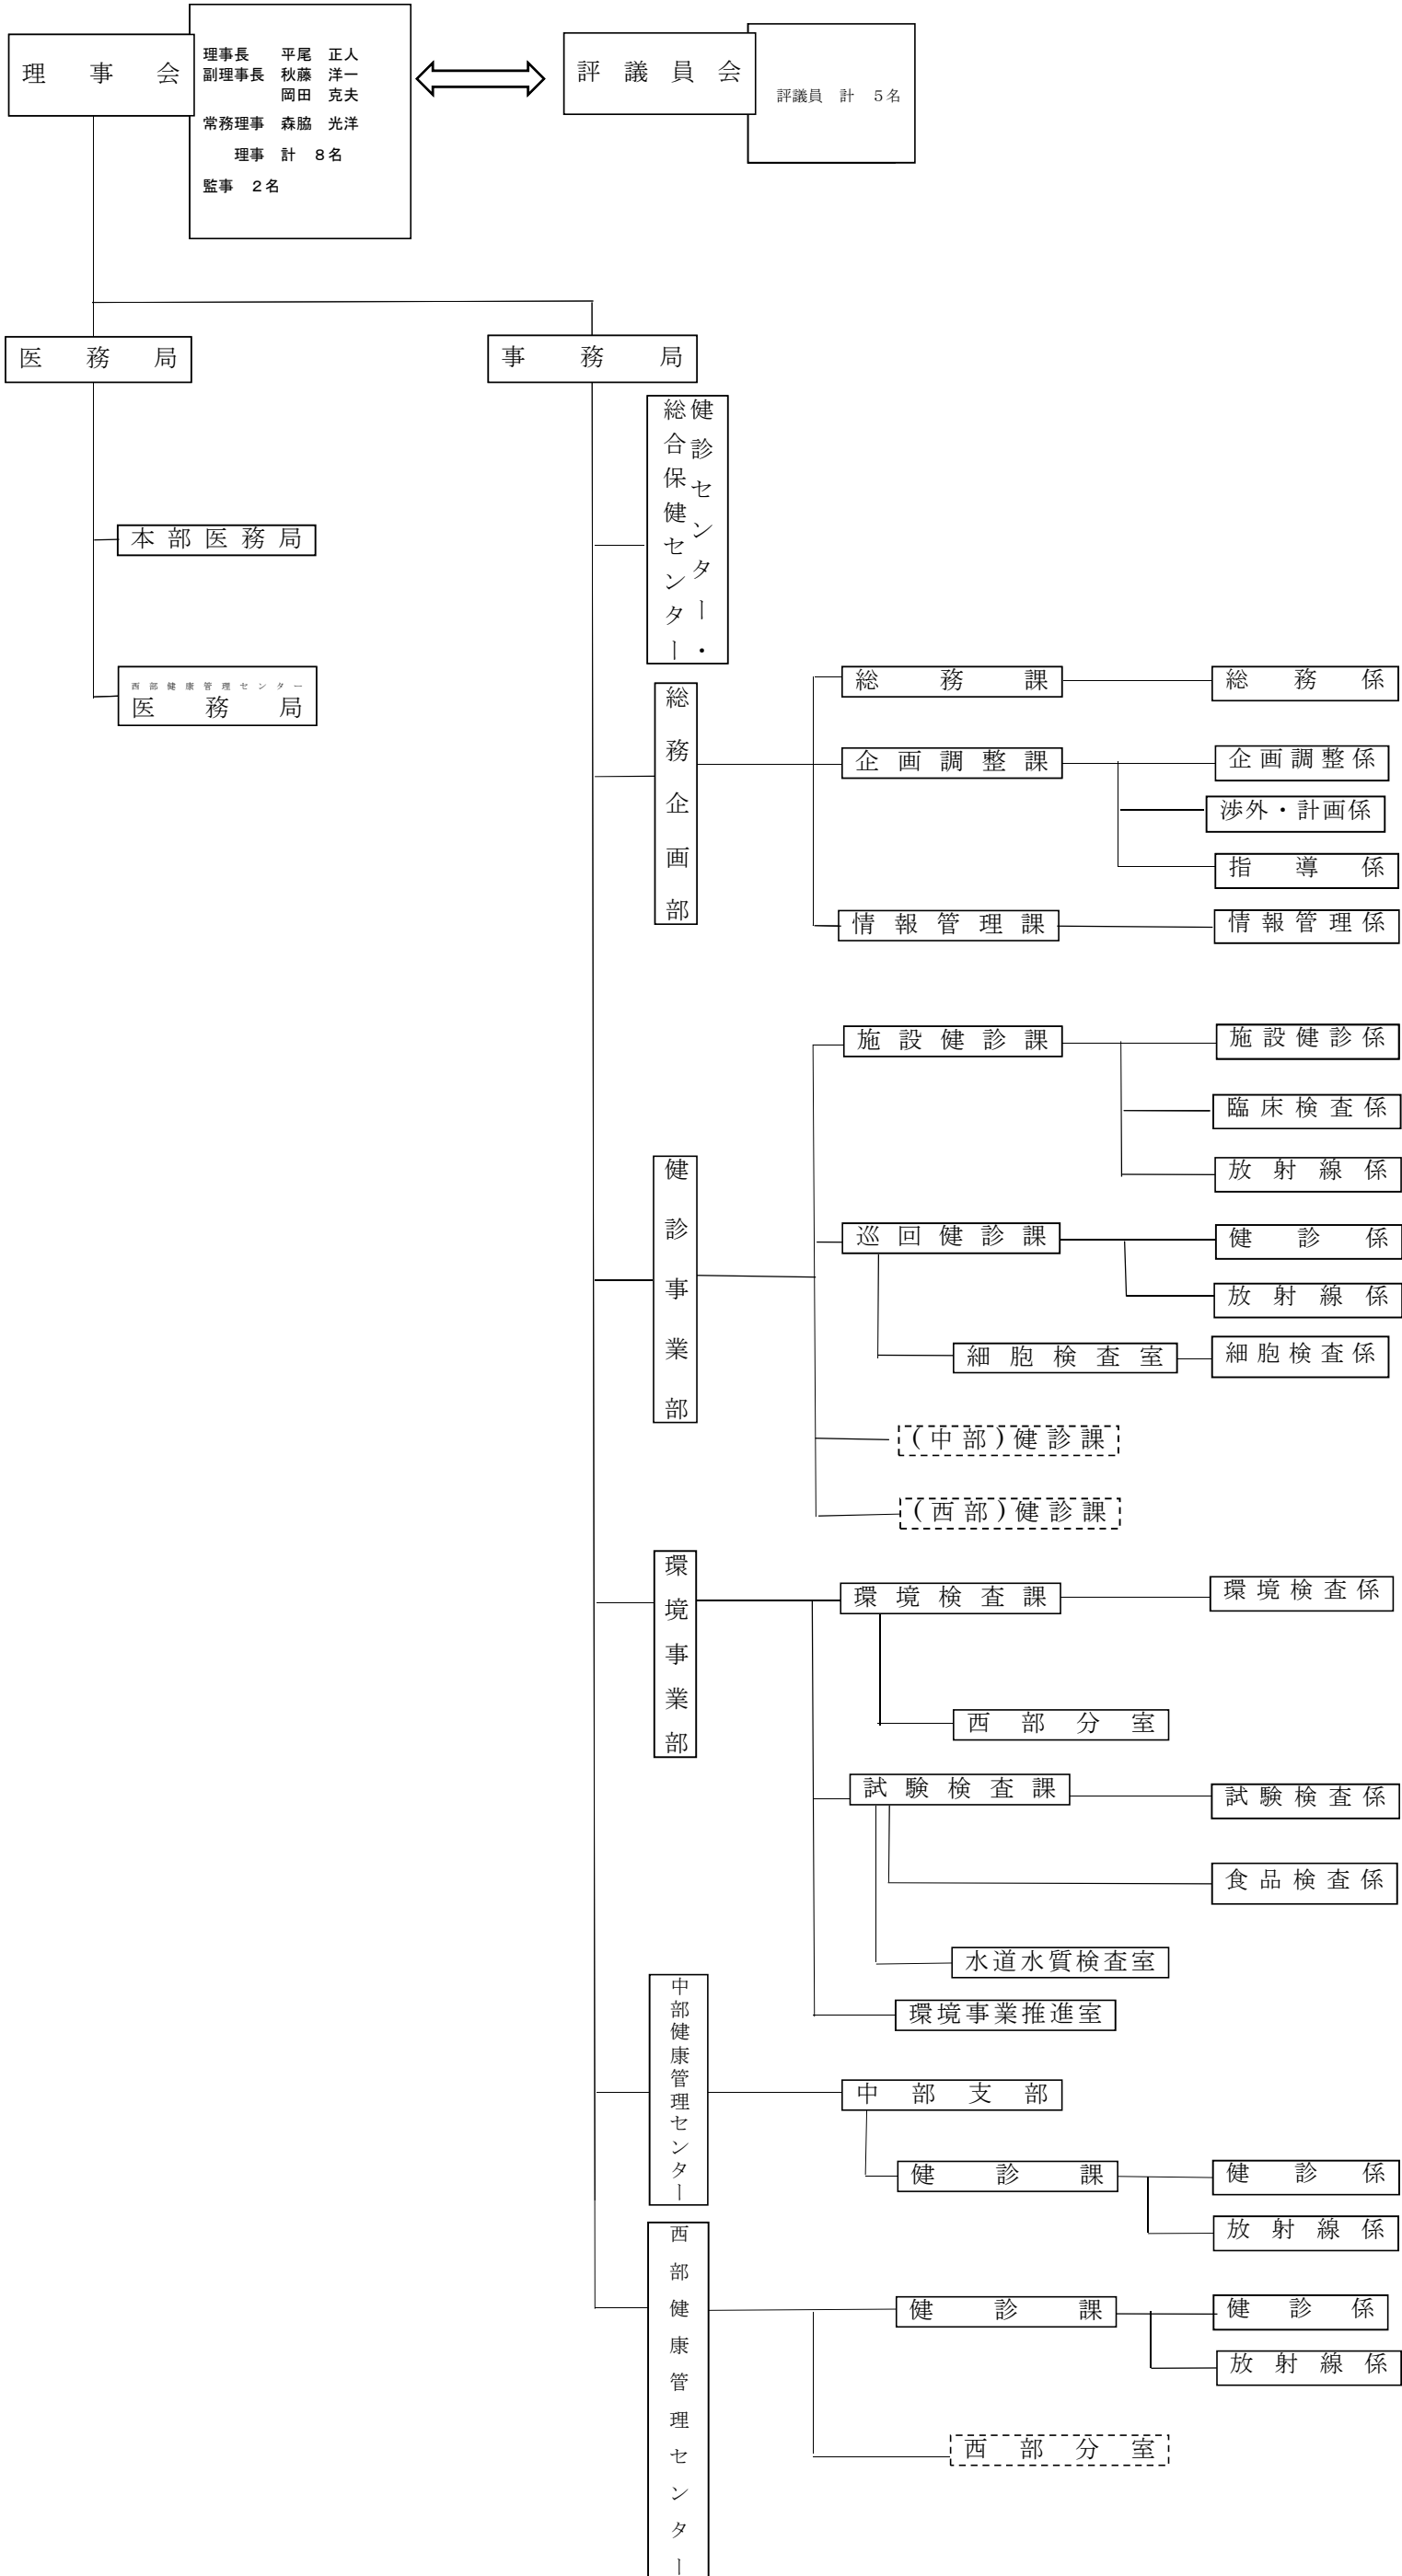 理事会
理事長 平尾 正人
副理事長 秋藤 洋一
岡田 克夫
常務理事 森脇 光洋
理事 計 8名
監事 2名
評議員会
評議員 計 5名
医務局
事務局
健診センター・
総合保健センター
本部医務局
西部健康管理センター
医務局
総務企画部
総務課
総務係
企画調整課
企画調整係
渉外・計画係
指導係
情報管理課
情報管理係
健診事業部
施設健診課
施設健診係
臨床検査係
放射線係
巡回健診課
健診係
放射線係
細胞検査室
細胞検査係
(中部)健診課
(西部)健診課
環境事業部
環境検査課
環境検査係
西部分室
試験検査課
試験検査係
食品検査係
水道水質検査室
環境事業推進室
中部健康管理センター
中部支部
健診課
健診係
放射線係
西部健康管理センター
健診課
健診係
放射線係
西部分室